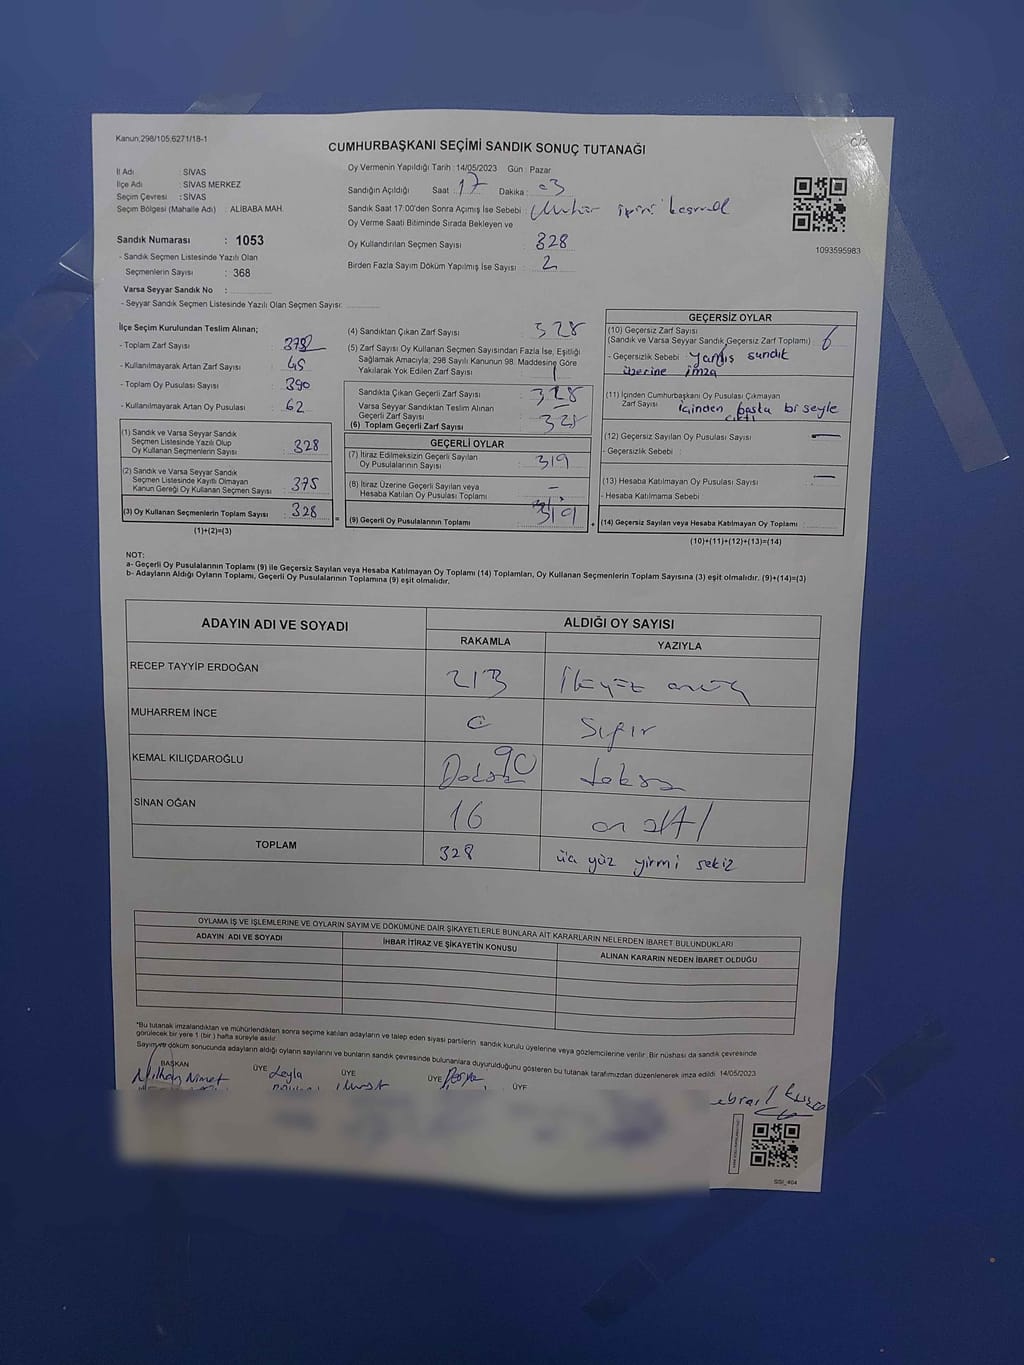 Kanun:298/105;6271/18-1
CUMHURBAŞKANI SEÇİMİ SANDIK SONUÇ TUTANAĞI
İl Adı : SİVAS
İlçe Adı : SİVAS MERKEZ
Seçim Çevresi : SİVAS
Seçim Bölgesi (Mahalle Adı) : ALİBABA MAH.
Sandık Numarası : 1053
- Sandık Seçmen Listesinde Yazılı Olan
Seçmenlerin Sayısı : 368
Varsa Seyyar Sandık No :
- Seyyar Sandık Seçmen Listesinde Yazılı Olan Seçmen Sayısı:
Oy Vermenin Yapıldığı Tarih : 14/05/2023 Gün : Pazar
Sandığın Açıldığı Saat : 17 Dakika : 03
Sandık Saat 17:00'den Sonra Açımış İse Sebebi : Mühür ipini
Oy Verme Saati Bitiminde Sırada Bekleyen ve
Oy Kullandırılan Seçmen Sayısı 328
Birden Fazla Sayım Döküm Yapılmış İse Sayısı : 2
1093595983
İlçe Seçim Kurulundan Teslim Alınan;
- Toplam Zarf Sayısı :
- Kullanılmayarak Artan Zarf Sayısı : 45
- Toplam Oy Pusulası Sayısı : 390
- Kullanılmayarak Artan Oy Pusulası : 62
(1) Sandık ve Varsa Seyyar Sandık
Seçmen Listesinde Yazılı Olup
Oy Kullanan Seçmenlerin Sayısı : 328
(2) Sandık ve Varsa Seyyar Sandık
Seçmen Listesinde Kayıtlı Olmayan
Kanun Gereği Oy Kullanan Seçmen Sayısı : 375
(3) Oy Kullanan Seçmenlerin Toplam Sayısı : 328
(1)+(2)=(3)
(4) Sandıktan Çıkan Zarf Sayısı : 328
(5) Zarf Sayısı Oy Kullanan Seçmen Sayısından Fazla İse, Eşitliği
Sağlamak Amacıyla, 298 Sayılı Kanunun 98. Maddesine Göre
Yakılarak Yok Edilen Zarf Sayısı :
Sandıkta Çıkan Geçerli Zarf Sayısı : 328
Varsa Seyyar Sandıktan Teslim Alınan
Geçerli Zarf Sayısı : -
(6) Toplam Geçerli Zarf Sayısı : 328
GEÇERLİ OYLAR
(7) İtiraz Edilmeksizin Geçerli Sayılan
Oy Pusulalarının Sayısı : 319
(8) İtiraz Üzerine Geçerli Sayılan veya
Hesaba Katılan Oy Pusulası Toplamı : -
=
(9) Geçerli Oy Pusulalarının Toplamı : 319
+
GEÇERSİZ OYLAR
(10) Geçersiz Zarf Sayısı
(Sandık ve Varsa Seyyar Sandık Geçersiz Zarf Toplamı) : 6
- Geçersizlik Sebebi : yanlış sandık
üzerine imza
(11) İçinden Cumhurbaşkanı Oy Pusulası Çıkmayan
Zarf Sayısı : içinden başka bi şeyle
çıktı
(12) Geçersiz Sayılan Oy Pusulası Sayısı : —
- Geçersizlik Sebebi :
(13) Hesaba Katılmayan Oy Pusulası Sayısı : —
- Hesaba Katılmama Sebebi :
(14) Geçersiz Sayılan veya Hesaba Katılmayan Oy Toplamı :
(10)+(11)+(12)+(13)=(14)
NOT:
a- Geçerli Oy Pusulalarının Toplamı (9) ile Geçersiz Sayılan veya Hesaba Katılmayan Oy Toplamı (14) Toplamları, Oy Kullanan Seçmenlerin Toplam Sayısına (3) eşit olmalıdır. (9)+(14)=(3)
b- Adayların Aldığı Oyların Toplamı, Geçerli Oy Pusulalarının Toplamına (9) eşit olmalıdır.
ADAYIN ADI VE SOYADI
ALDIĞI OY SAYISI
RAKAMLA YAZIYLA
RECEP TAYYİP ERDOĞAN 213 ikiyüz onüç
MUHARREM İNCE 0 Sıfır
KEMAL KILIÇDAROĞLU 90 doksan
SİNAN OĞAN 16 on altı
TOPLAM 328 üç yüz yirmi sekiz
OYLAMA İŞ VE İŞLEMLERİNE VE OYLARIN SAYIM VE DÖKÜMÜNE DAİR ŞİKAYETLERLE BUNLARA AİT KARARLARIN NELERDEN İBARET BULUNDUKLARI
ADAYIN ADI VE SOYADI İHBAR İTİRAZ VE ŞİKAYETİN KONUSU ALINAN KARARIN NEDEN İBARET OLDUĞU
*Bu tutanak imzalandıktan ve mühürlendikten sonra seçime katılan adayların ve talep eden siyasi partilerin sandık kurulu üyelerine veya gözlemcilerine verilir. Bir nüshası da sandık çevresinde
görülecek bir yere 1 (bir) hafta süreyle asılır.
Sayım ve döküm sonucunda adayların aldığı oyların sayılarını ve bunların sandık çevresinde bulunanlara duyurulduğunu gösteren bu tutanak tarafımızdan düzenlenerek imza edildi. 14/05/2023
BAŞKAN ÜYE ÜYE ÜYE ÜYE
Nimet Leyla
SSI_404